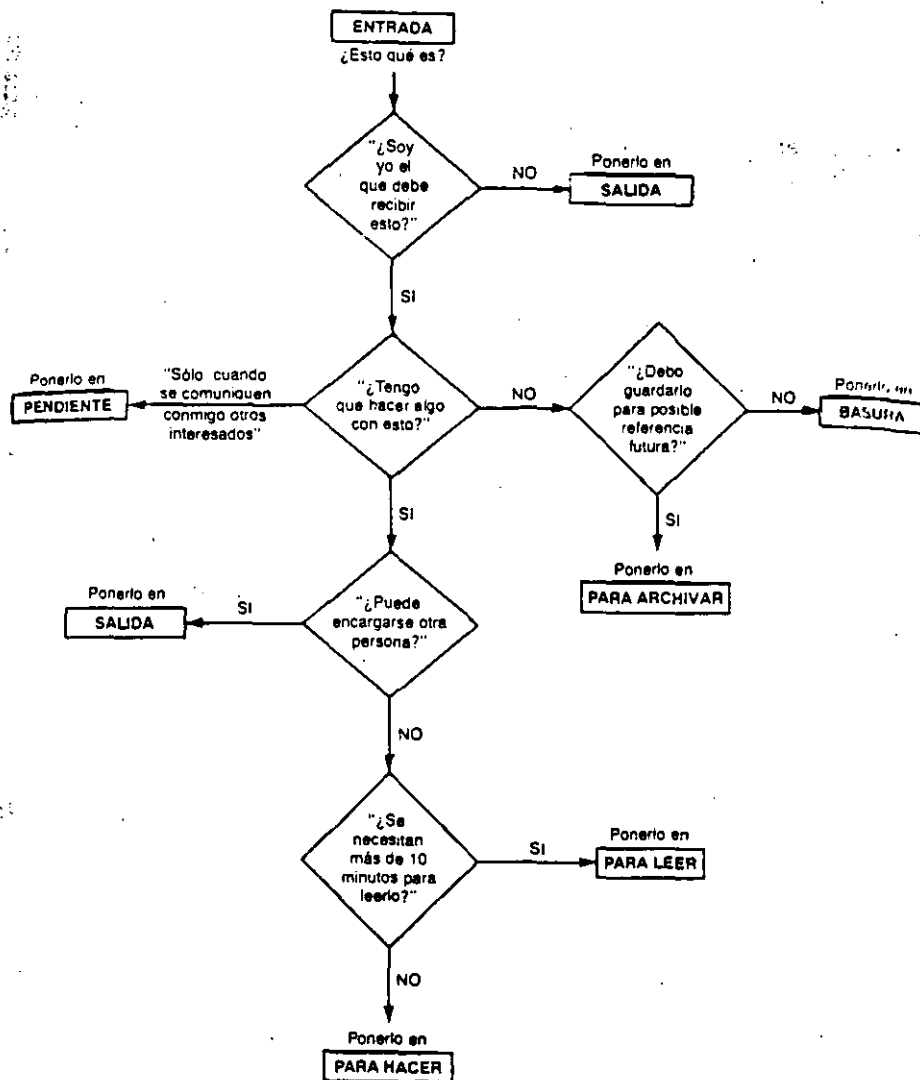 ENTRADA
¿Esto qué es?
"¿Soy
yo el
que debe
recibir
esto?"
NO
Ponerlo en
SALIDA
SI
Ponerlo en
PENDIENTE
"Sólo cuando
se comuniquen
conmigo otros
interesados"
"¿Tengo
que hacer algo
con esto?"
NO
"¿Debo
guardarlo
para posible
referencia
futura?"
NO
Ponerlo en
BASURA
SI
SI
Ponerlo en
PARA ARCHIVAR
Ponerlo en
SALIDA
SI
"¿Puede
encargarse otra
persona?"
NO
"¿Se
necesitan
más de 10
minutos para
leerlo?"
SI
Ponerlo en
PARA LEER
NO
Ponerlo en
PARA HACER